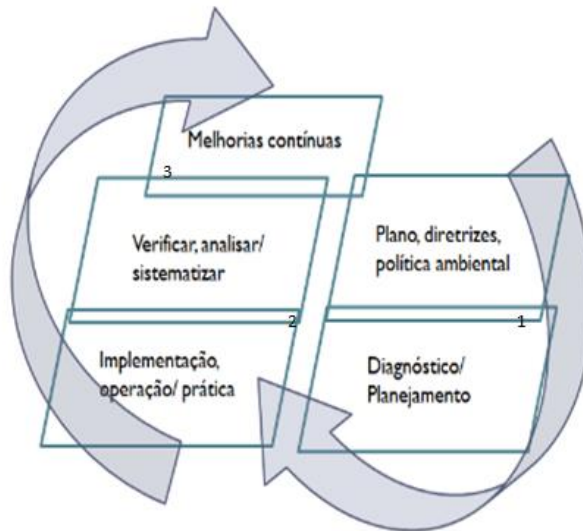 Melhorias contínuas
3
Verificar, analisar/
sistematizar
Plano, diretrizes,
política ambiental
2
1
Implementação,
operação/ prática
Diagnóstico/
Planejamento